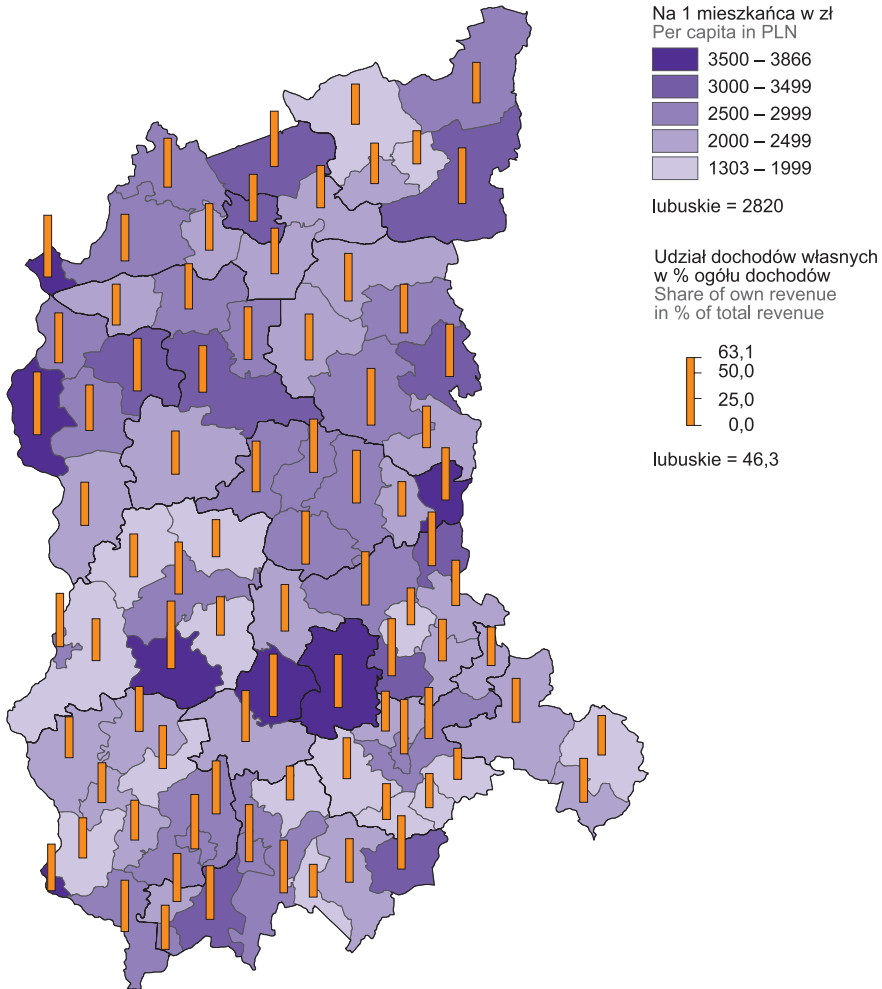 Na 1 mieszkańca w zł
Per capita in PLN
3500 – 3866
3000 – 3499
2500 – 2999
2000 – 2499
1303 – 1999
lubuskie = 2820
Udział dochodów własnych
w % ogółu dochodów
Share of own revenue
in % of total revenue
63,1
50,0
25,0
0,0
lubuskie = 46,3